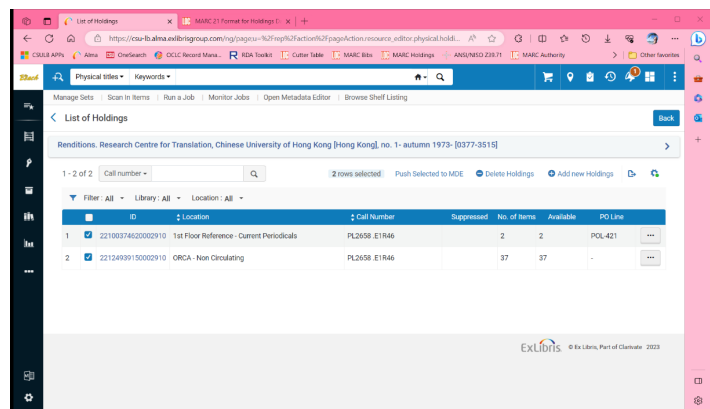 List of Holdings
MARC 21 Format for Holdings D
https://csu-lb.alma.exlibrisgroup.com/ng/page;u=%2Frep%2Faction%2FpageAction.resource_editor.physical.holdi...
CSULB APPs Alma OneSearch OCLC Record Mana... RDA Toolkit Cutter Table MARC Bibs MARC Holdings ANSI/NISO Z39.71 MARC Authority Other favorites
Physical titles Keywords
Manage Sets Scan In Items Run a Job Monitor Jobs Open Metadata Editor Browse Shelf Listing
List of Holdings Back
Renditions. Research Centre for Translation, Chinese University of Hong Kong [Hong Kong], no. 1- autumn 1973- [0377-3515]
1 - 2 of 2 Call number 2 rows selected Push Selected to MDE Delete Holdings Add new Holdings
Filter : All Library : All Location : All
ID Location Call Number Suppressed No. of Items Available PO Line
1 22100374620002910 1st Floor Reference - Current Periodicals PL2658 .E1R46 2 2 POL-421 ...
2 22124939150002910 ORCA - Non Circulating PL2658 .E1R46 37 37 - ...
ExLibris. © Ex Libris, Part of Clarivate 2023